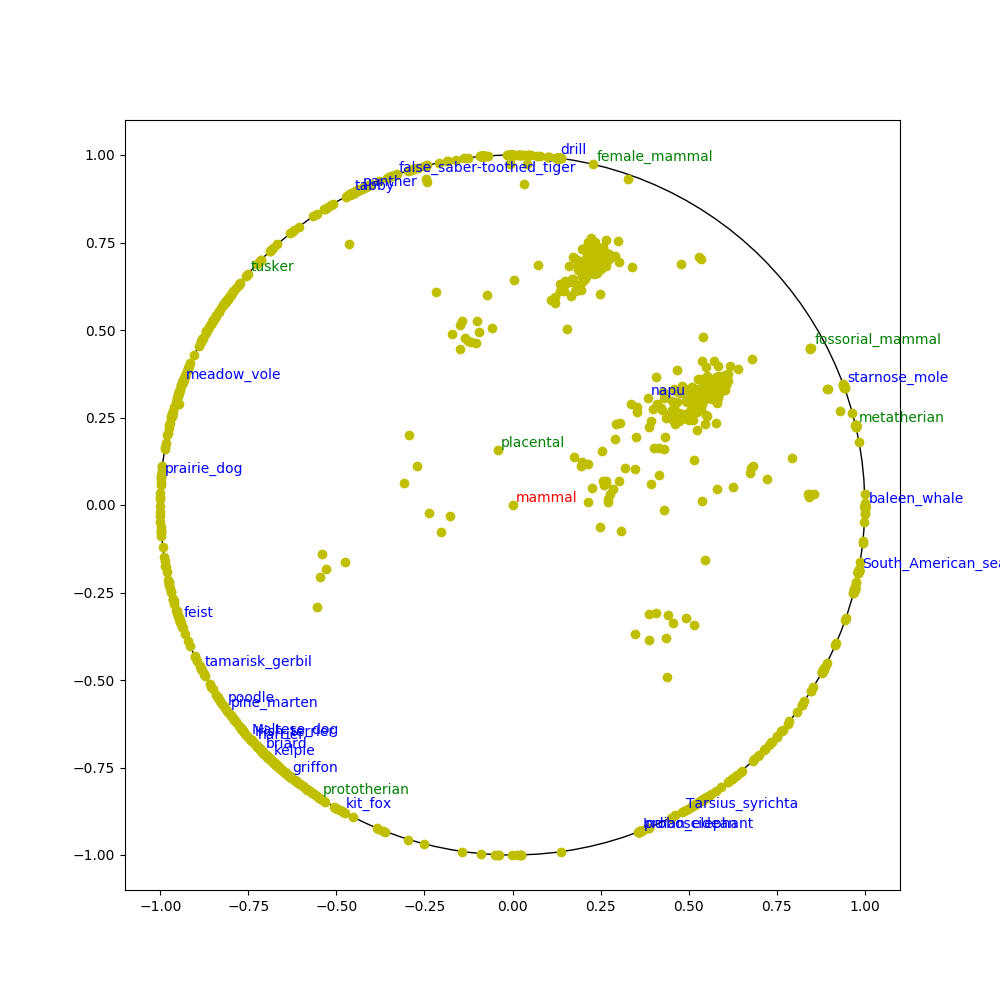 1.00
0.75
0.50
0.25
0.00
−0.25
−0.50
−0.75
−1.00
drill
female_mammal
false_saber-toothed_tiger
panther
tabby
tusker
fossorial_mammal
meadow_vole
starnose_mole
napu
metatherian
placental
prairie_dog
mammal
baleen_whale
South_American_sea
feist
tamarisk_gerbil
poodle
pine_marten
Maltese_dog
harrier
briard
kelpie
griffon
prototherian
kit_fox
Tarsius_syrichta
−1.00 −0.75 −0.50 −0.25 0.00 0.25 0.50 0.75 1.00